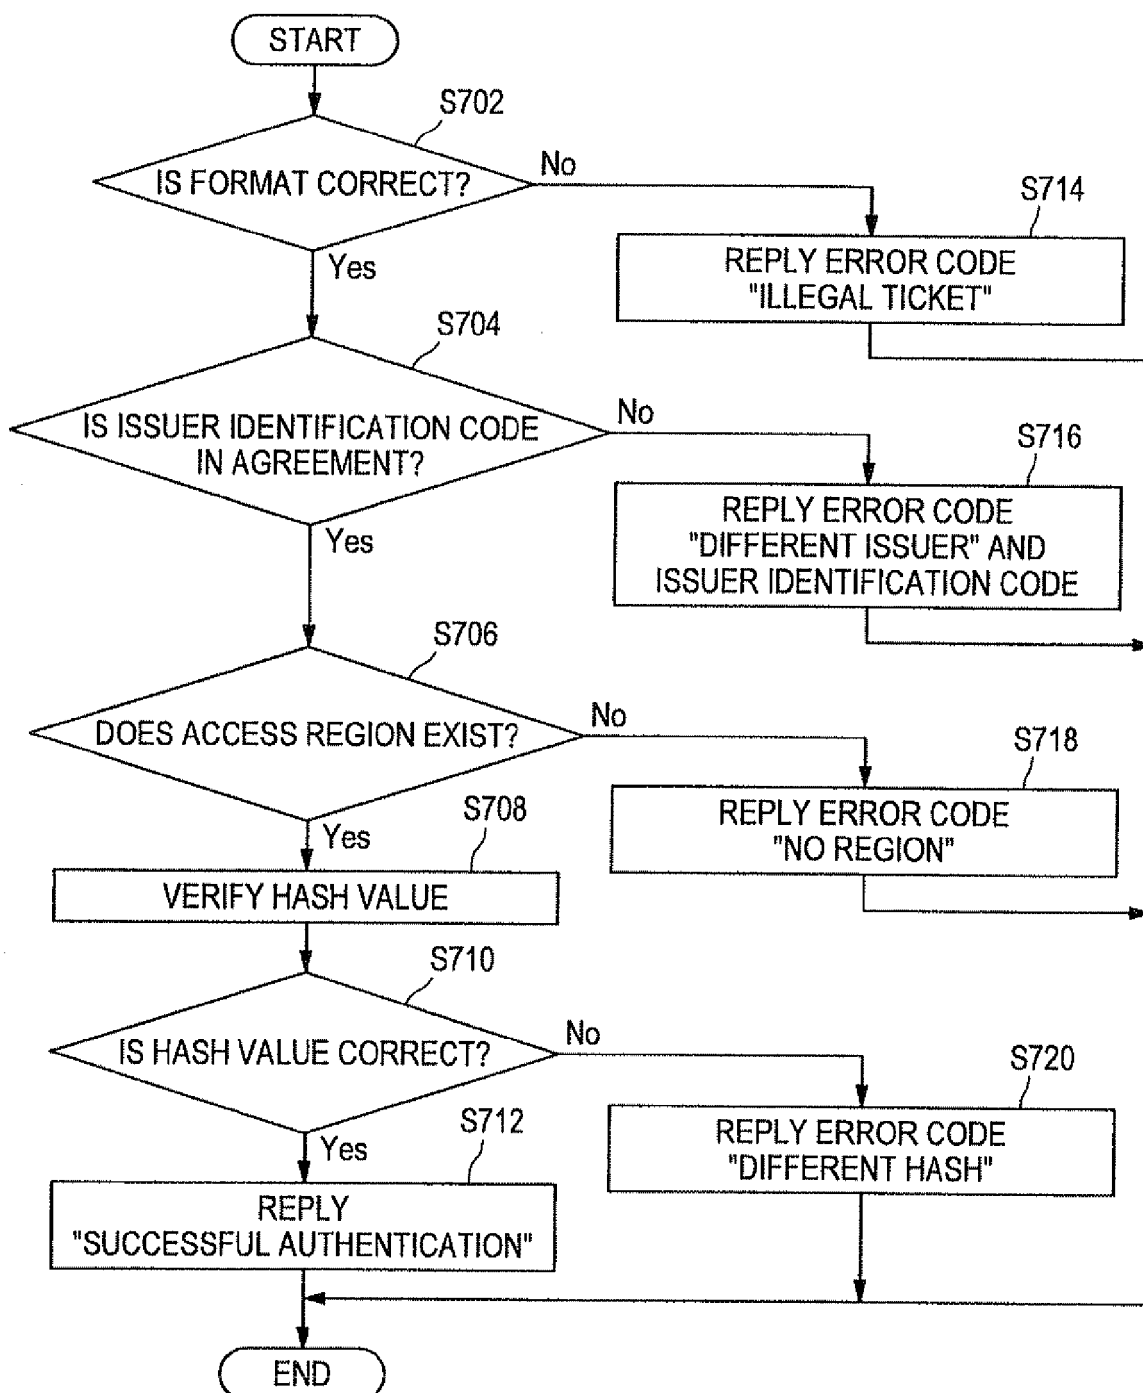 START
S702
IS FORMAT CORRECT?
No
Yes
S714
REPLY ERROR CODE
"ILLEGAL TICKET"
S704
IS ISSUER IDENTIFICATION CODE
IN AGREEMENT?
No
Yes
S716
REPLY ERROR CODE
"DIFFERENT ISSUER" AND
ISSUER IDENTIFICATION CODE
S706
DOES ACCESS REGION EXIST?
No
Yes
S718
REPLY ERROR CODE
"NO REGION"
S708
VERIFY HASH VALUE
S710
IS HASH VALUE CORRECT?
No
Yes
S720
REPLY ERROR CODE
"DIFFERENT HASH"
S712
REPLY
"SUCCESSFUL AUTHENTICATION"
END